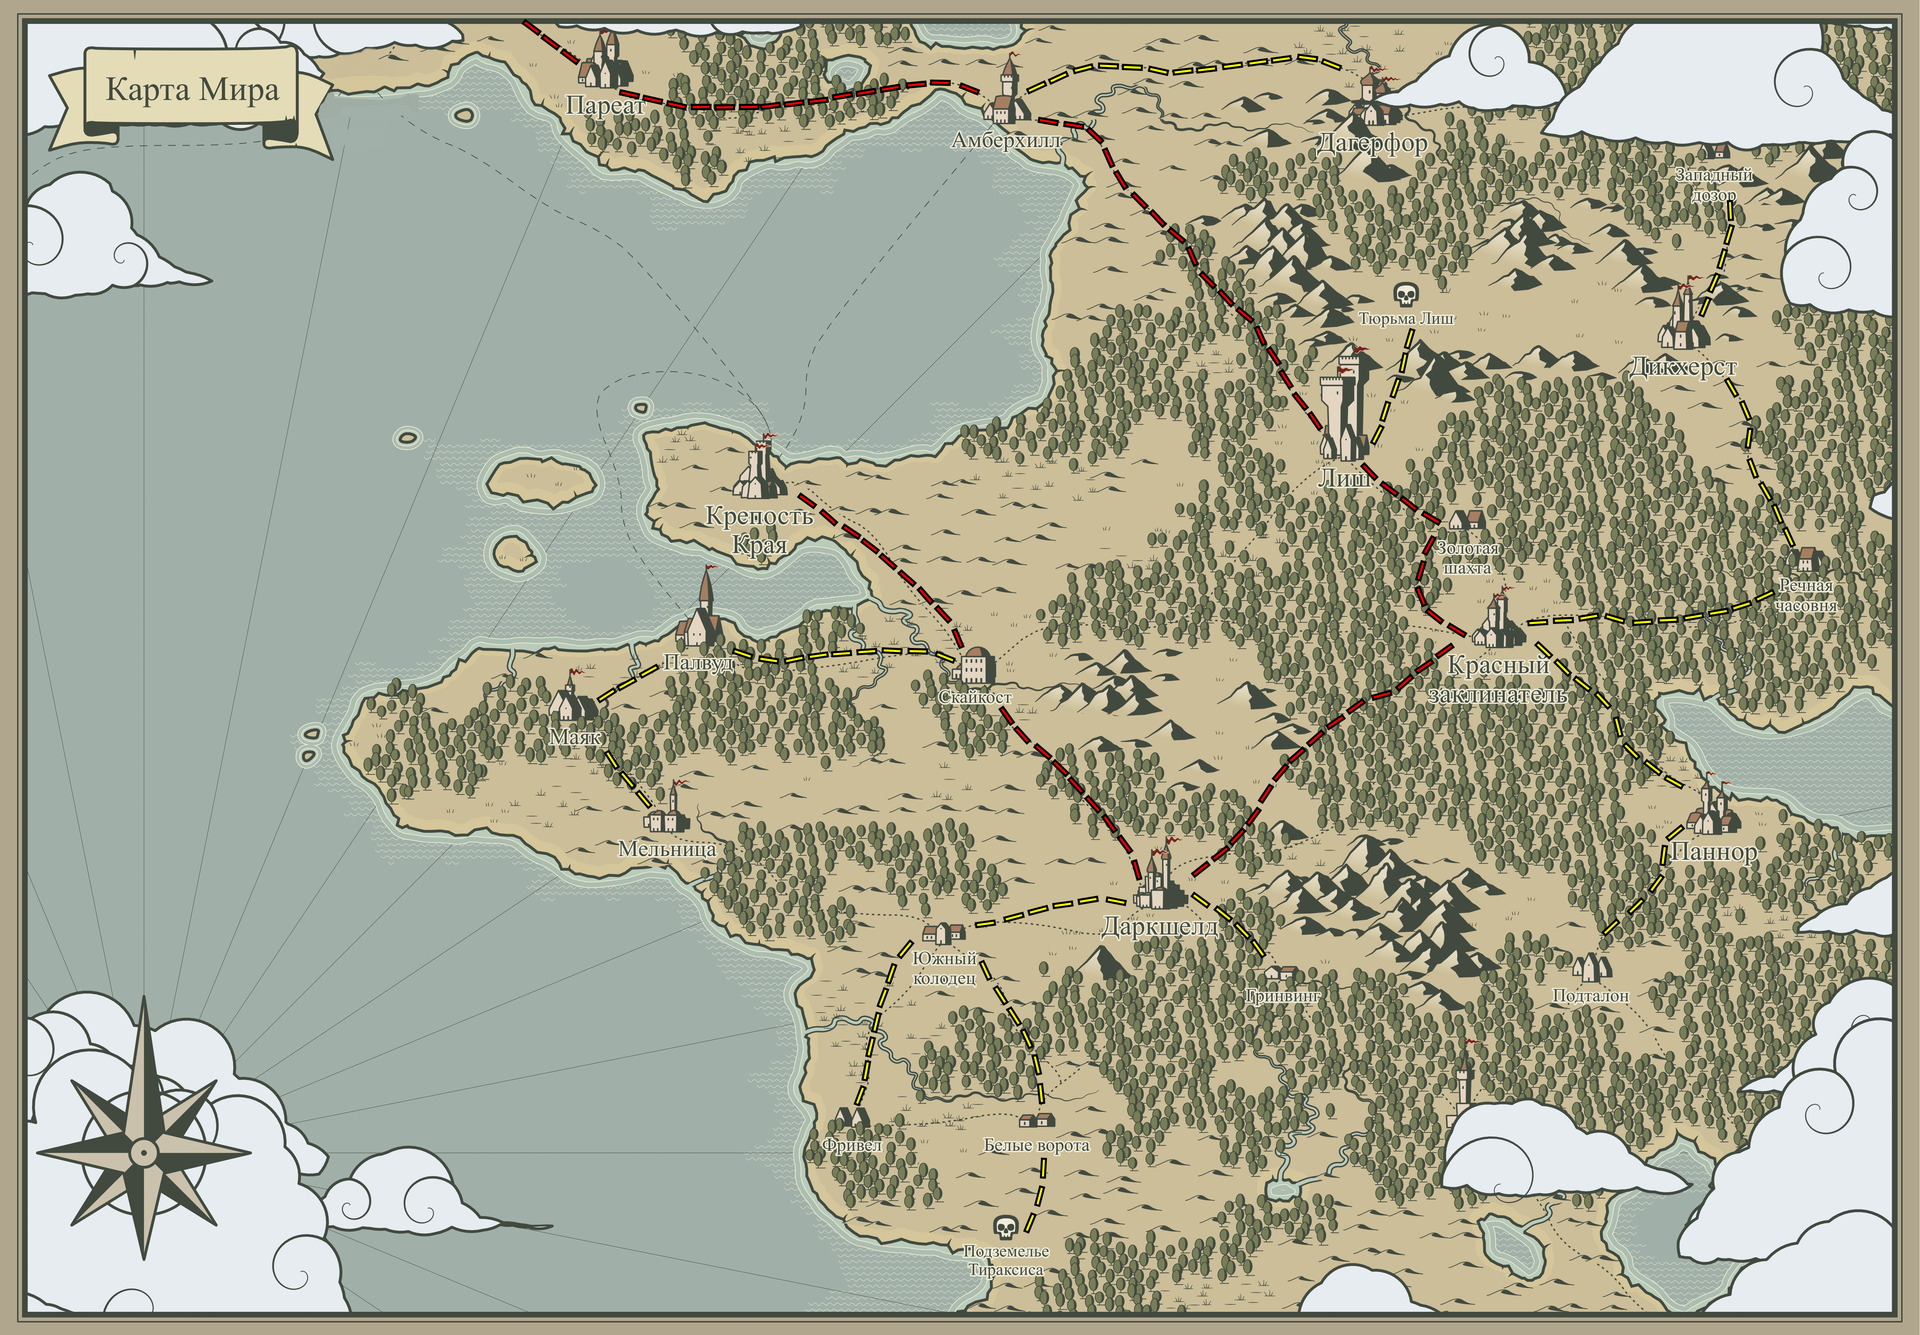 Карта Мира
Пареат
Амберхилл
Дагерфор
Западный
дозор
Тюрьма Лиш
Дикхерст
Лиш
Крепость
Края
Золотая
шахта
Речная
часовня
Палвуд
Скайкост
Красный
заклинатель
Маяк
Мельница
Паннор
Даркшелд
Южный
колодец
Гринвинг
Подталон
Фривел
Белые ворота
Подземелье
Тираксиса